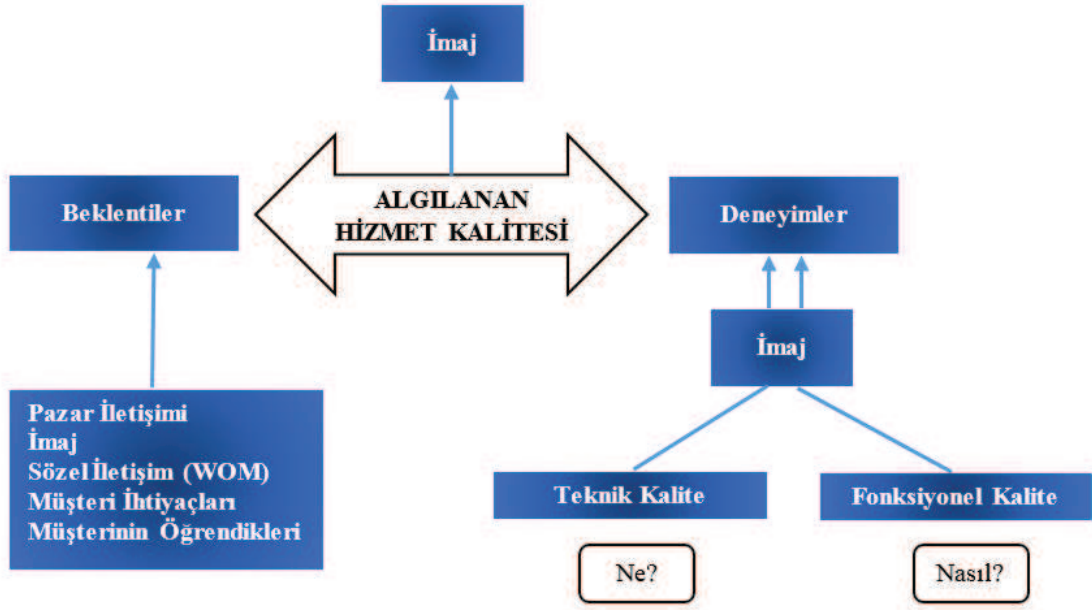 İmaj
Beklentiler
ALGILANAN
HİZMET KALİTESİ
Deneyimler
İmaj
Pazar İletişimi
İmaj
Sözel İletişim (WOM)
Müşteri İhtiyaçları
Müşterinin Öğrendikleri
Teknik Kalite
Fonksiyonel Kalite
Ne?
Nasıl?